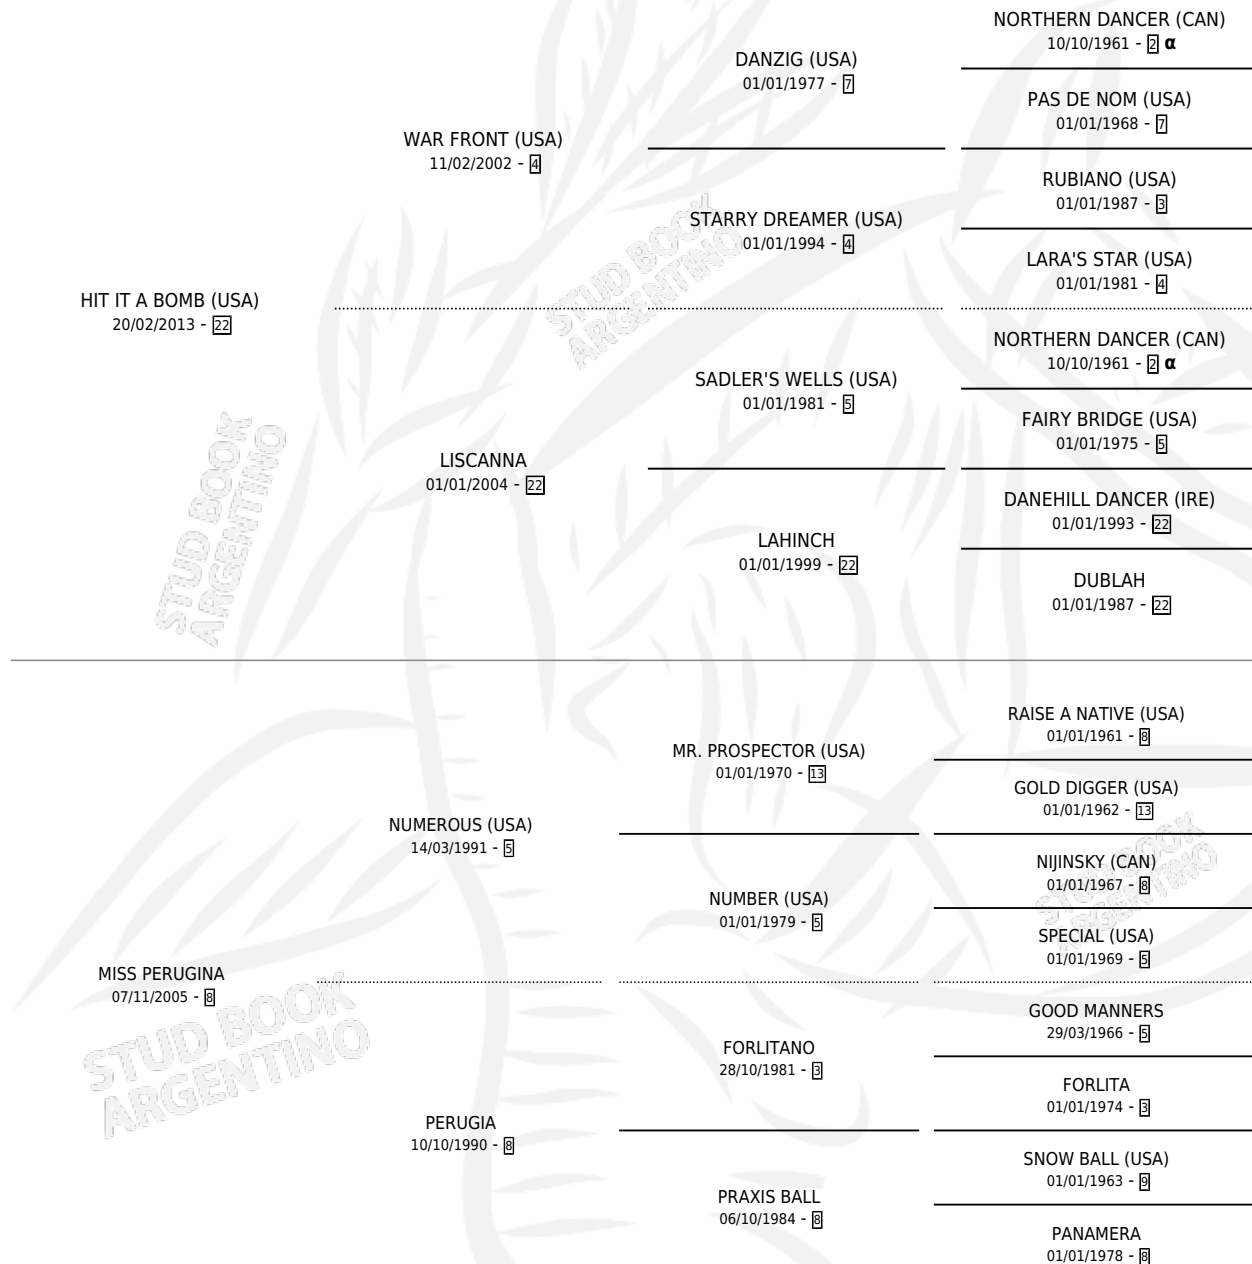 NORTHERN DANCER (CAN)
10/10/1961 - 2 α
DANZIG (USA)
01/01/1977 - 7
PAS DE NOM (USA)
01/01/1968 - 7
WAR FRONT (USA)
11/02/2002 - 4
RUBIANO (USA)
01/01/1987 - 3
STARRY DREAMER (USA)
01/01/1994 - 4
LARA'S STAR (USA)
01/01/1981 - 4
HIT IT A BOMB (USA)
20/02/2013 - 22
NORTHERN DANCER (CAN)
10/10/1961 - 2 α
SADLER'S WELLS (USA)
01/01/1981 - 5
FAIRY BRIDGE (USA)
01/01/1975 - 5
LISCANNA
01/01/2004 - 22
DANEHILL DANCER (IRE)
01/01/1993 - 22
LAHINCH
01/01/1999 - 22
DUBLAH
01/01/1987 - 22
RAISE A NATIVE (USA)
01/01/1961 - 8
MR. PROSPECTOR (USA)
01/01/1970 - 13
GOLD DIGGER (USA)
01/01/1962 - 13
NUMEROUS (USA)
14/03/1991 - 5
NIJINSKY (CAN)
01/01/1967 - 8
NUMBER (USA)
01/01/1979 - 5
SPECIAL (USA)
01/01/1969 - 5
MISS PERUGINA
07/11/2005 - 8
GOOD MANNERS
29/03/1966 - 5
FORLITANO
28/10/1981 - 3
FORLITA
01/01/1974 - 3
PERUGIA
10/10/1990 - 8
SNOW BALL (USA)
01/01/1963 - 9
PRAXIS BALL
06/10/1984 - 8
PANAMERA
01/01/1978 - 8
STUD BOOK
ARGENTINO
STUD BOOK
ARGENTINO
STUD BOOK
ARGENTINO
STUD BOOK
ARGENTINO